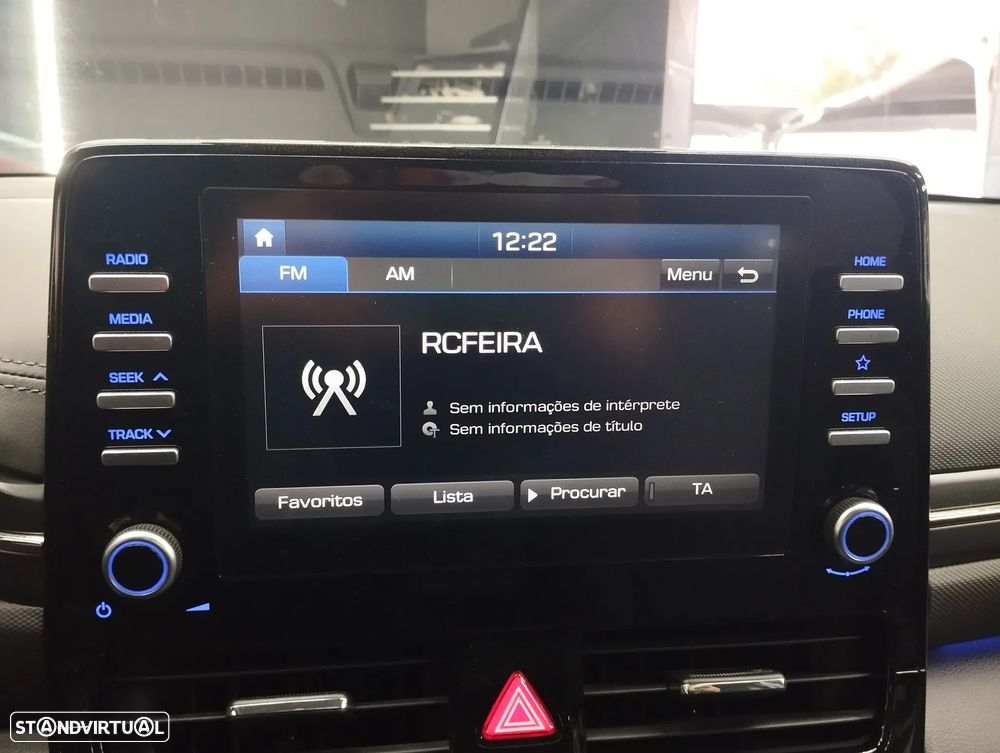 12:22
FM
AM
Menu
RCFEIRA
Sem informações de intérprete
Sem informações de título
Favoritos
Lista
Procurar
TA
RADIO
MEDIA
SEEK
TRACK
HOME
PHONE
SETUP
STANDVIRTUAL